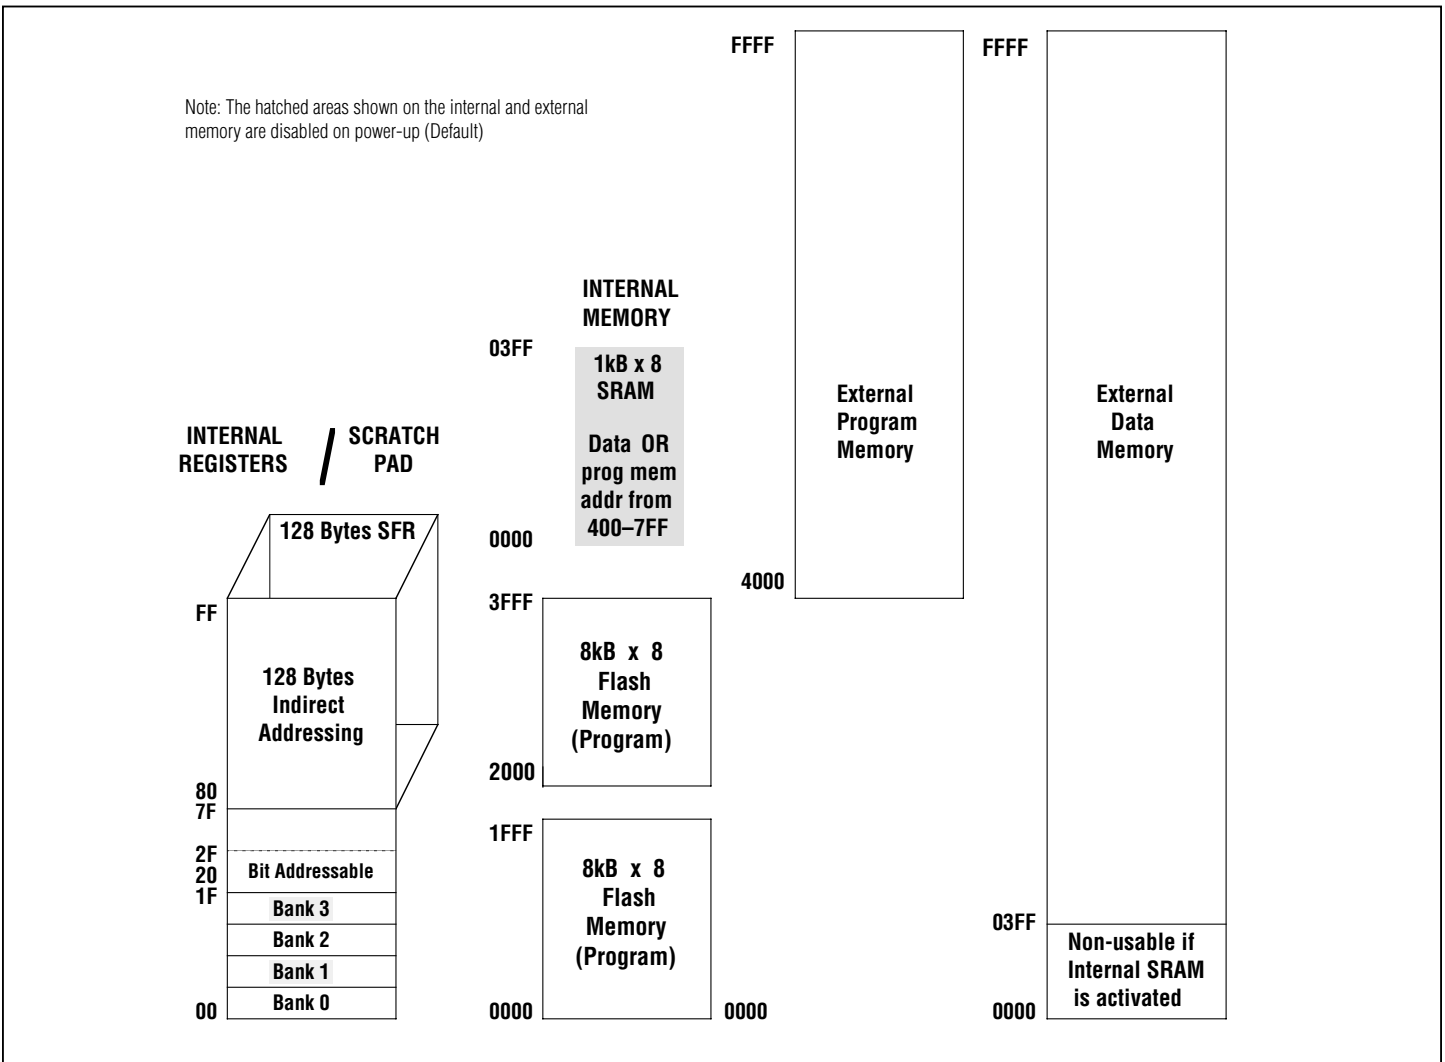 Note: The hatched areas shown on the internal and external
memory are disabled on power-up (Default)
INTERNAL
REGISTERS
/
SCRATCH
PAD
128 Bytes SFR
FF
128 Bytes
Indirect
Addressing
80
7F
2F
20
Bit Addressable
1F
Bank 3
Bank 2
Bank 1
Bank 0
00
INTERNAL
MEMORY
03FF
1kB x 8
SRAM
Data OR
prog mem
addr from
400–7FF
0000
3FFF
8kB x 8
Flash
Memory
(Program)
2000
1FFF
8kB x 8
Flash
Memory
(Program)
0000
0000
FFFF
External
Program
Memory
4000
FFFF
External
Data
Memory
03FF
Non-usable if
Internal SRAM
is activated
0000